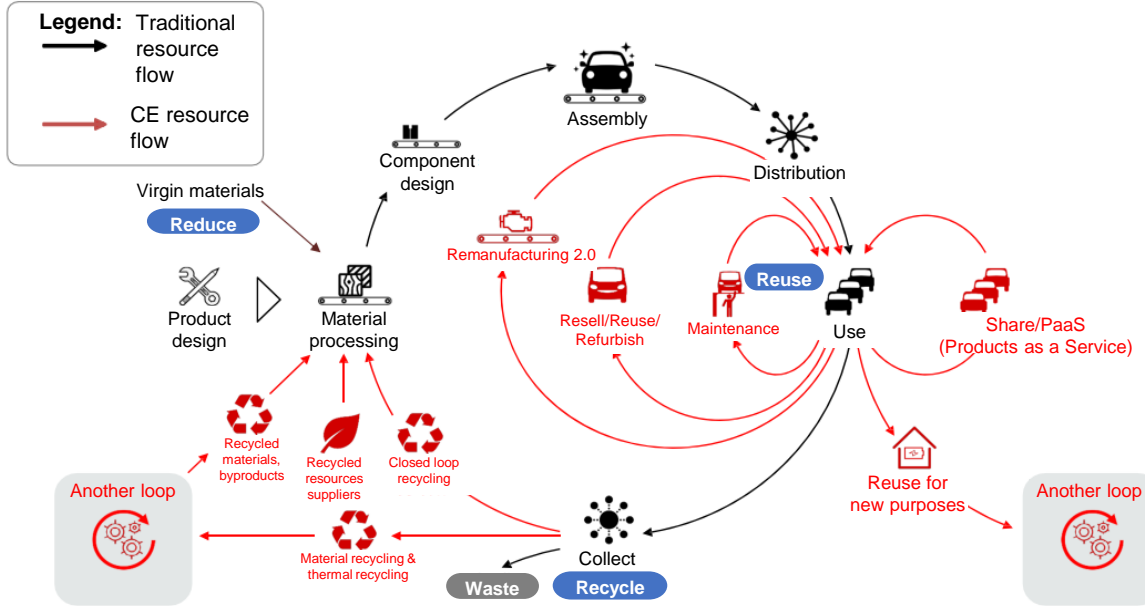 Legend:
Traditional
resource
flow
CE resource
flow
Assembly
Component
design
Distribution
Virgin materials
Reduce
Remanufacturing 2.0
Reuse
Product
design
Material
processing
Resell/Reuse/
Refurbish
Maintenance
Use
Share/PaaS
(Products as a Service)
Recycled
materials,
byproducts
Recycled
resources
suppliers
Closed loop
recycling
Reuse for
new purposes
Another loop
Another loop
Material recycling &
thermal recycling
Collect
Waste
Recycle